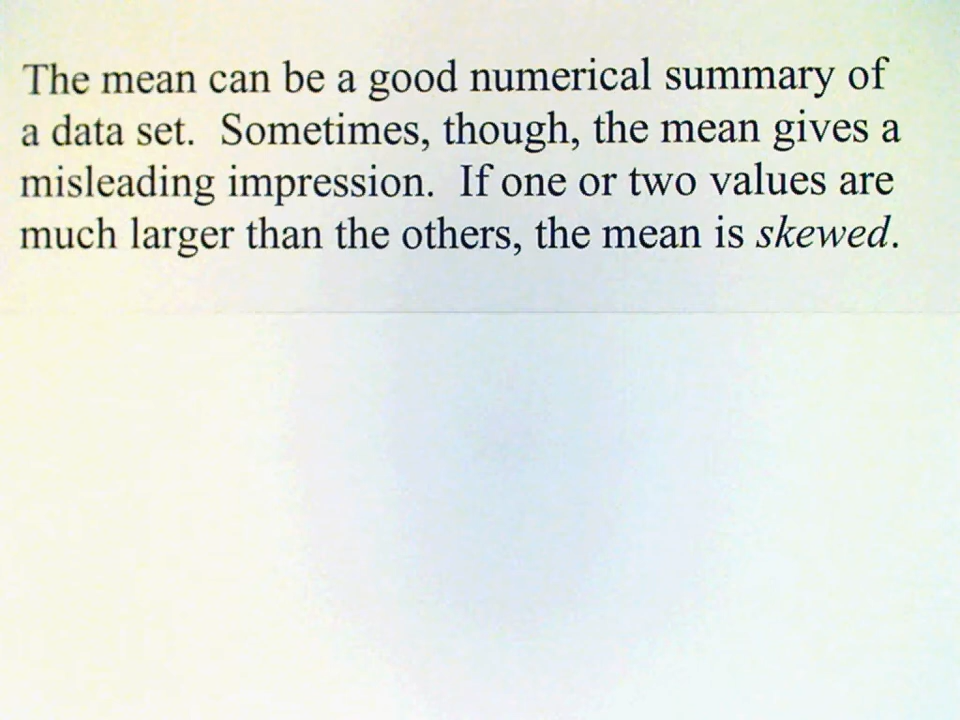 The mean can be a good numerical summary of
a data set.  Sometimes, though, the mean gives a
misleading impression.  If one or two values are
much larger than the others, the mean is skewed.